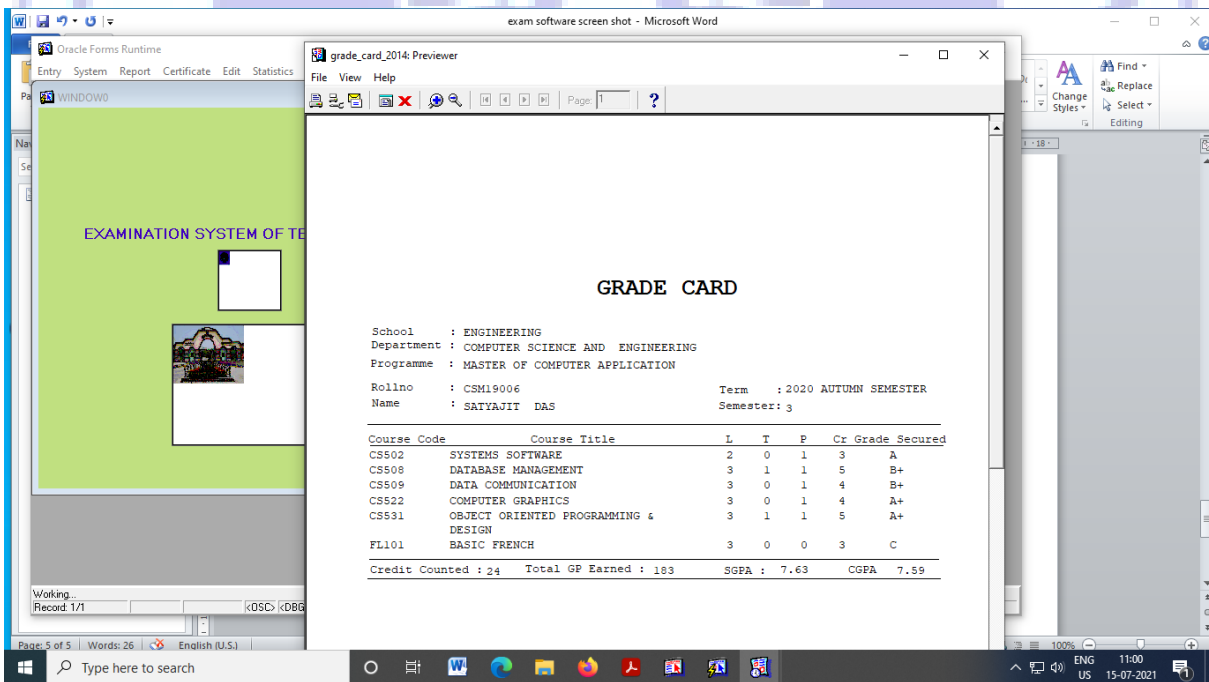 exam software screen shot - Microsoft Word
Oracle Forms Runtime
Entry System Report Certificate Edit Statistics
WINDOW0
EXAMINATION SYSTEM OF TE
Working...
Record: 1/1 <OSC> <DBG
grade_card_2014: Previewer
File View Help
Page: 1
GRADE CARD
School : ENGINEERING
Department : COMPUTER SCIENCE AND ENGINEERING
Programme : MASTER OF COMPUTER APPLICATION
Rollno : CSM19006 Term : 2020 AUTUMN SEMESTER
Name : SATYAJIT DAS Semester: 3
Course Code Course Title L T P Cr Grade Secured
CS502 SYSTEMS SOFTWARE 2 0 1 3 A
CS508 DATABASE MANAGEMENT 3 1 1 5 B+
CS509 DATA COMMUNICATION 3 0 1 4 B+
CS522 COMPUTER GRAPHICS 3 0 1 4 A+
CS531 OBJECT ORIENTED PROGRAMMING & 3 1 1 5 A+
DESIGN
FL101 BASIC FRENCH 3 0 0 3 C
Credit Counted : 24 Total GP Earned : 183 SGPA : 7.63 CGPA 7.59
Change
Styles
Find
Replace
Select
Editing
18
Page: 5 of 5 Words: 26 English (U.S.) 100%
Type here to search
ENG
US
11:00
15-07-2021